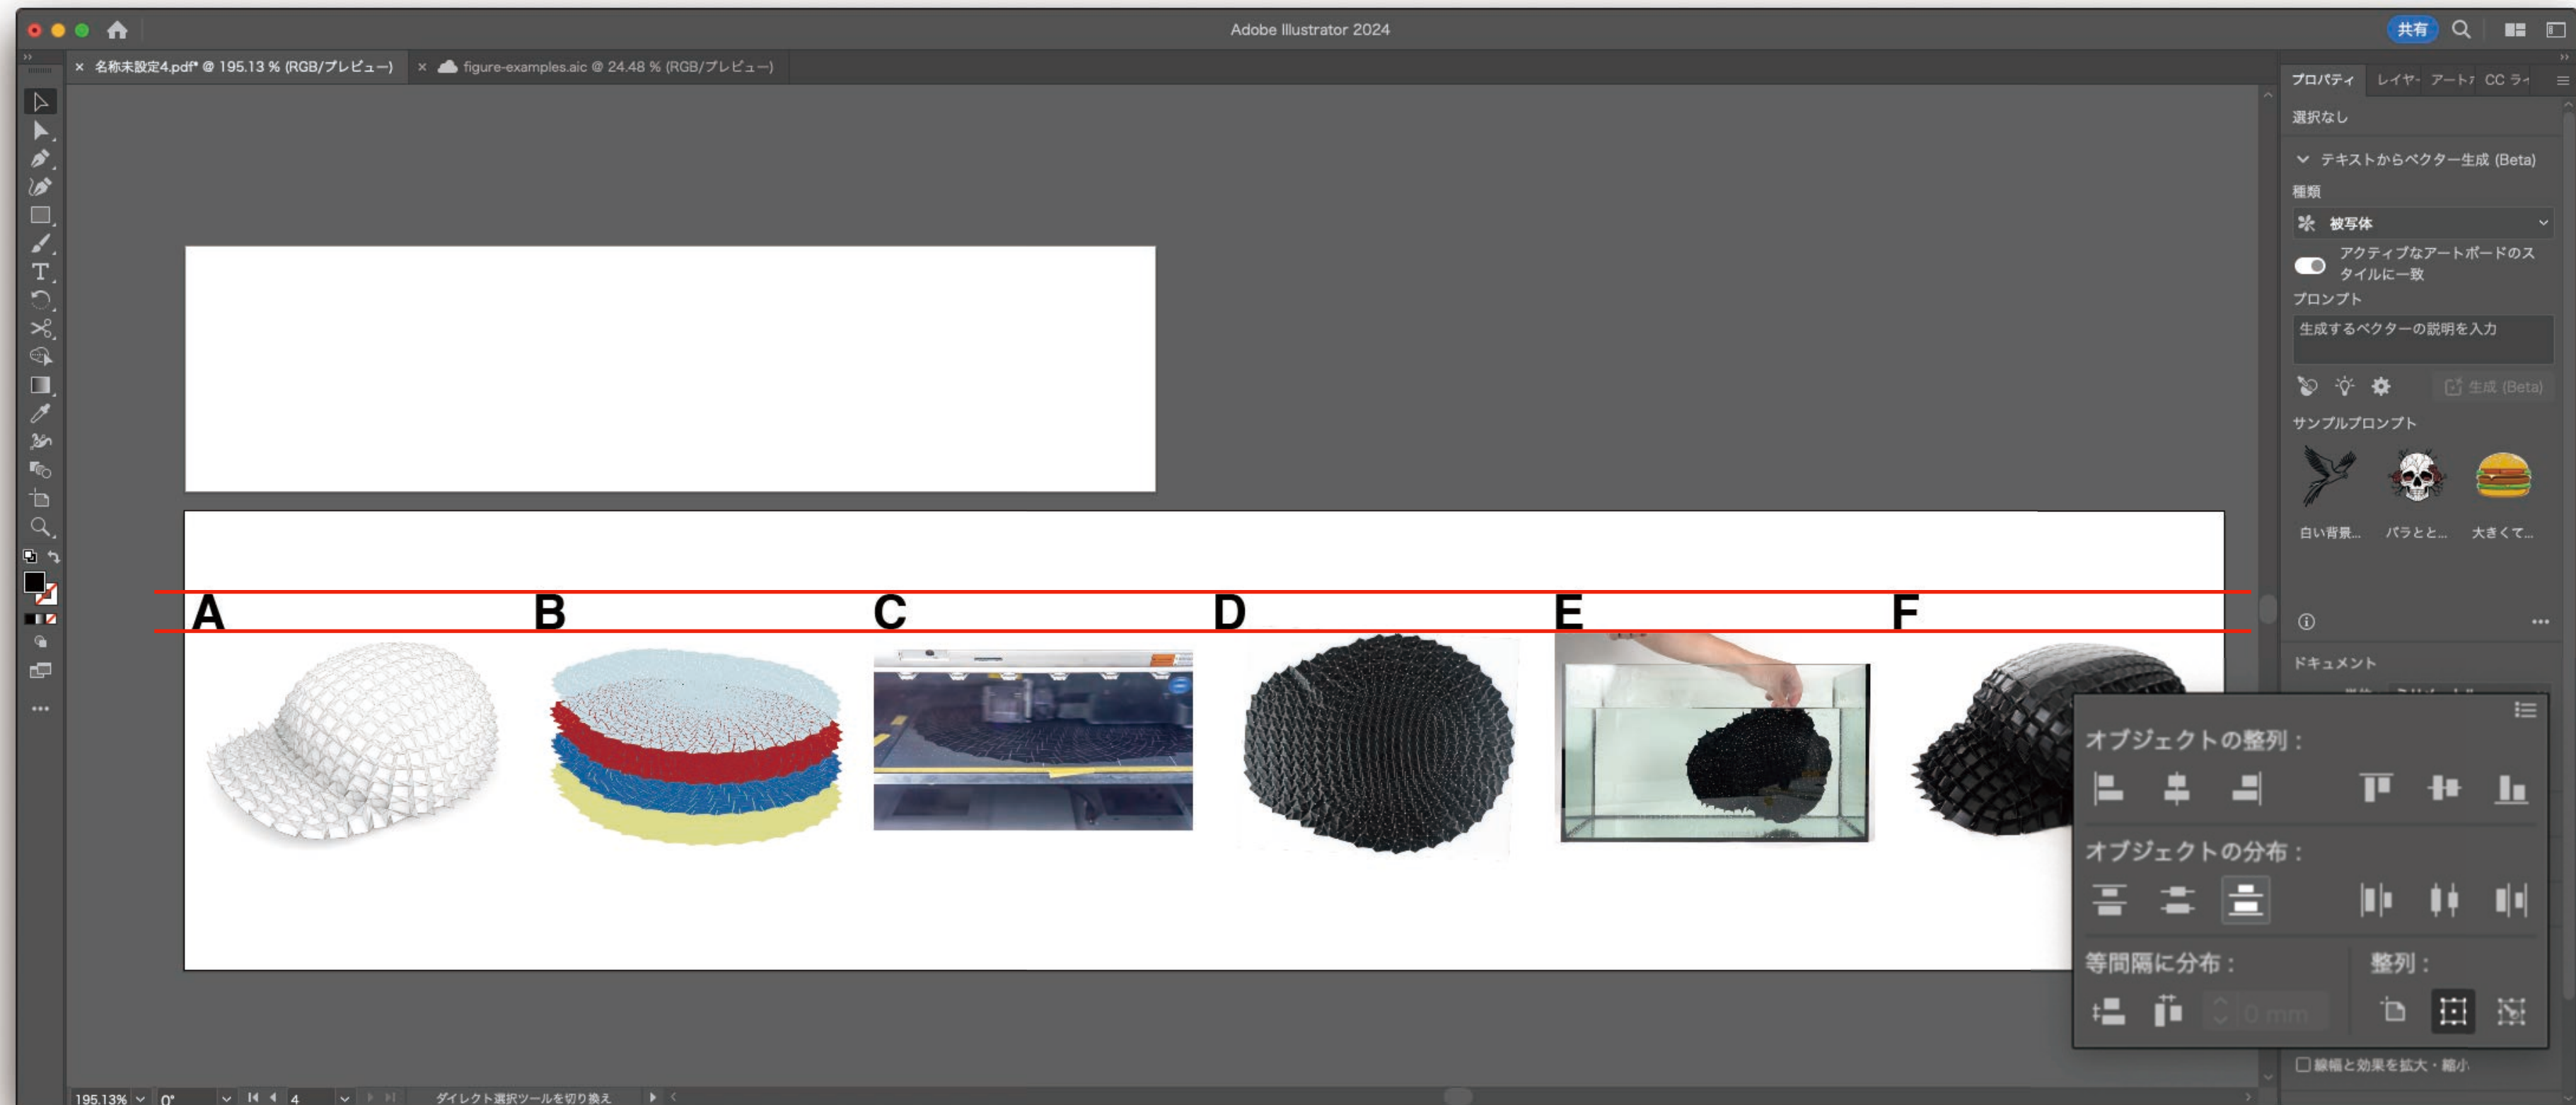 Adobe Illustrator 2024
共有
× 名称未設定4.pdf* @ 195.13 % (RGB/プレビュー)
× figure-examples.aic @ 24.48 % (RGB/プレビュー)
プロパティ
CC ライ
選択なし
テキストからベクター生成 (Beta)
種類
被写体
アクティブなアートボードのス
タイルに一致
プロンプト
生成するベクターの説明を入力
生成 (Beta)
サンプルプロンプト
白い背景...
バラとと...
大きくて...
ドキュメント
A
B
C
D
E
F
オブジェクトの整列：
オブジェクトの分布：
等間隔に分布：
整列：
0 mm
線幅と効果を拡大・縮小
195.13%
0°
4
ダイレクト選択ツールを切り換え